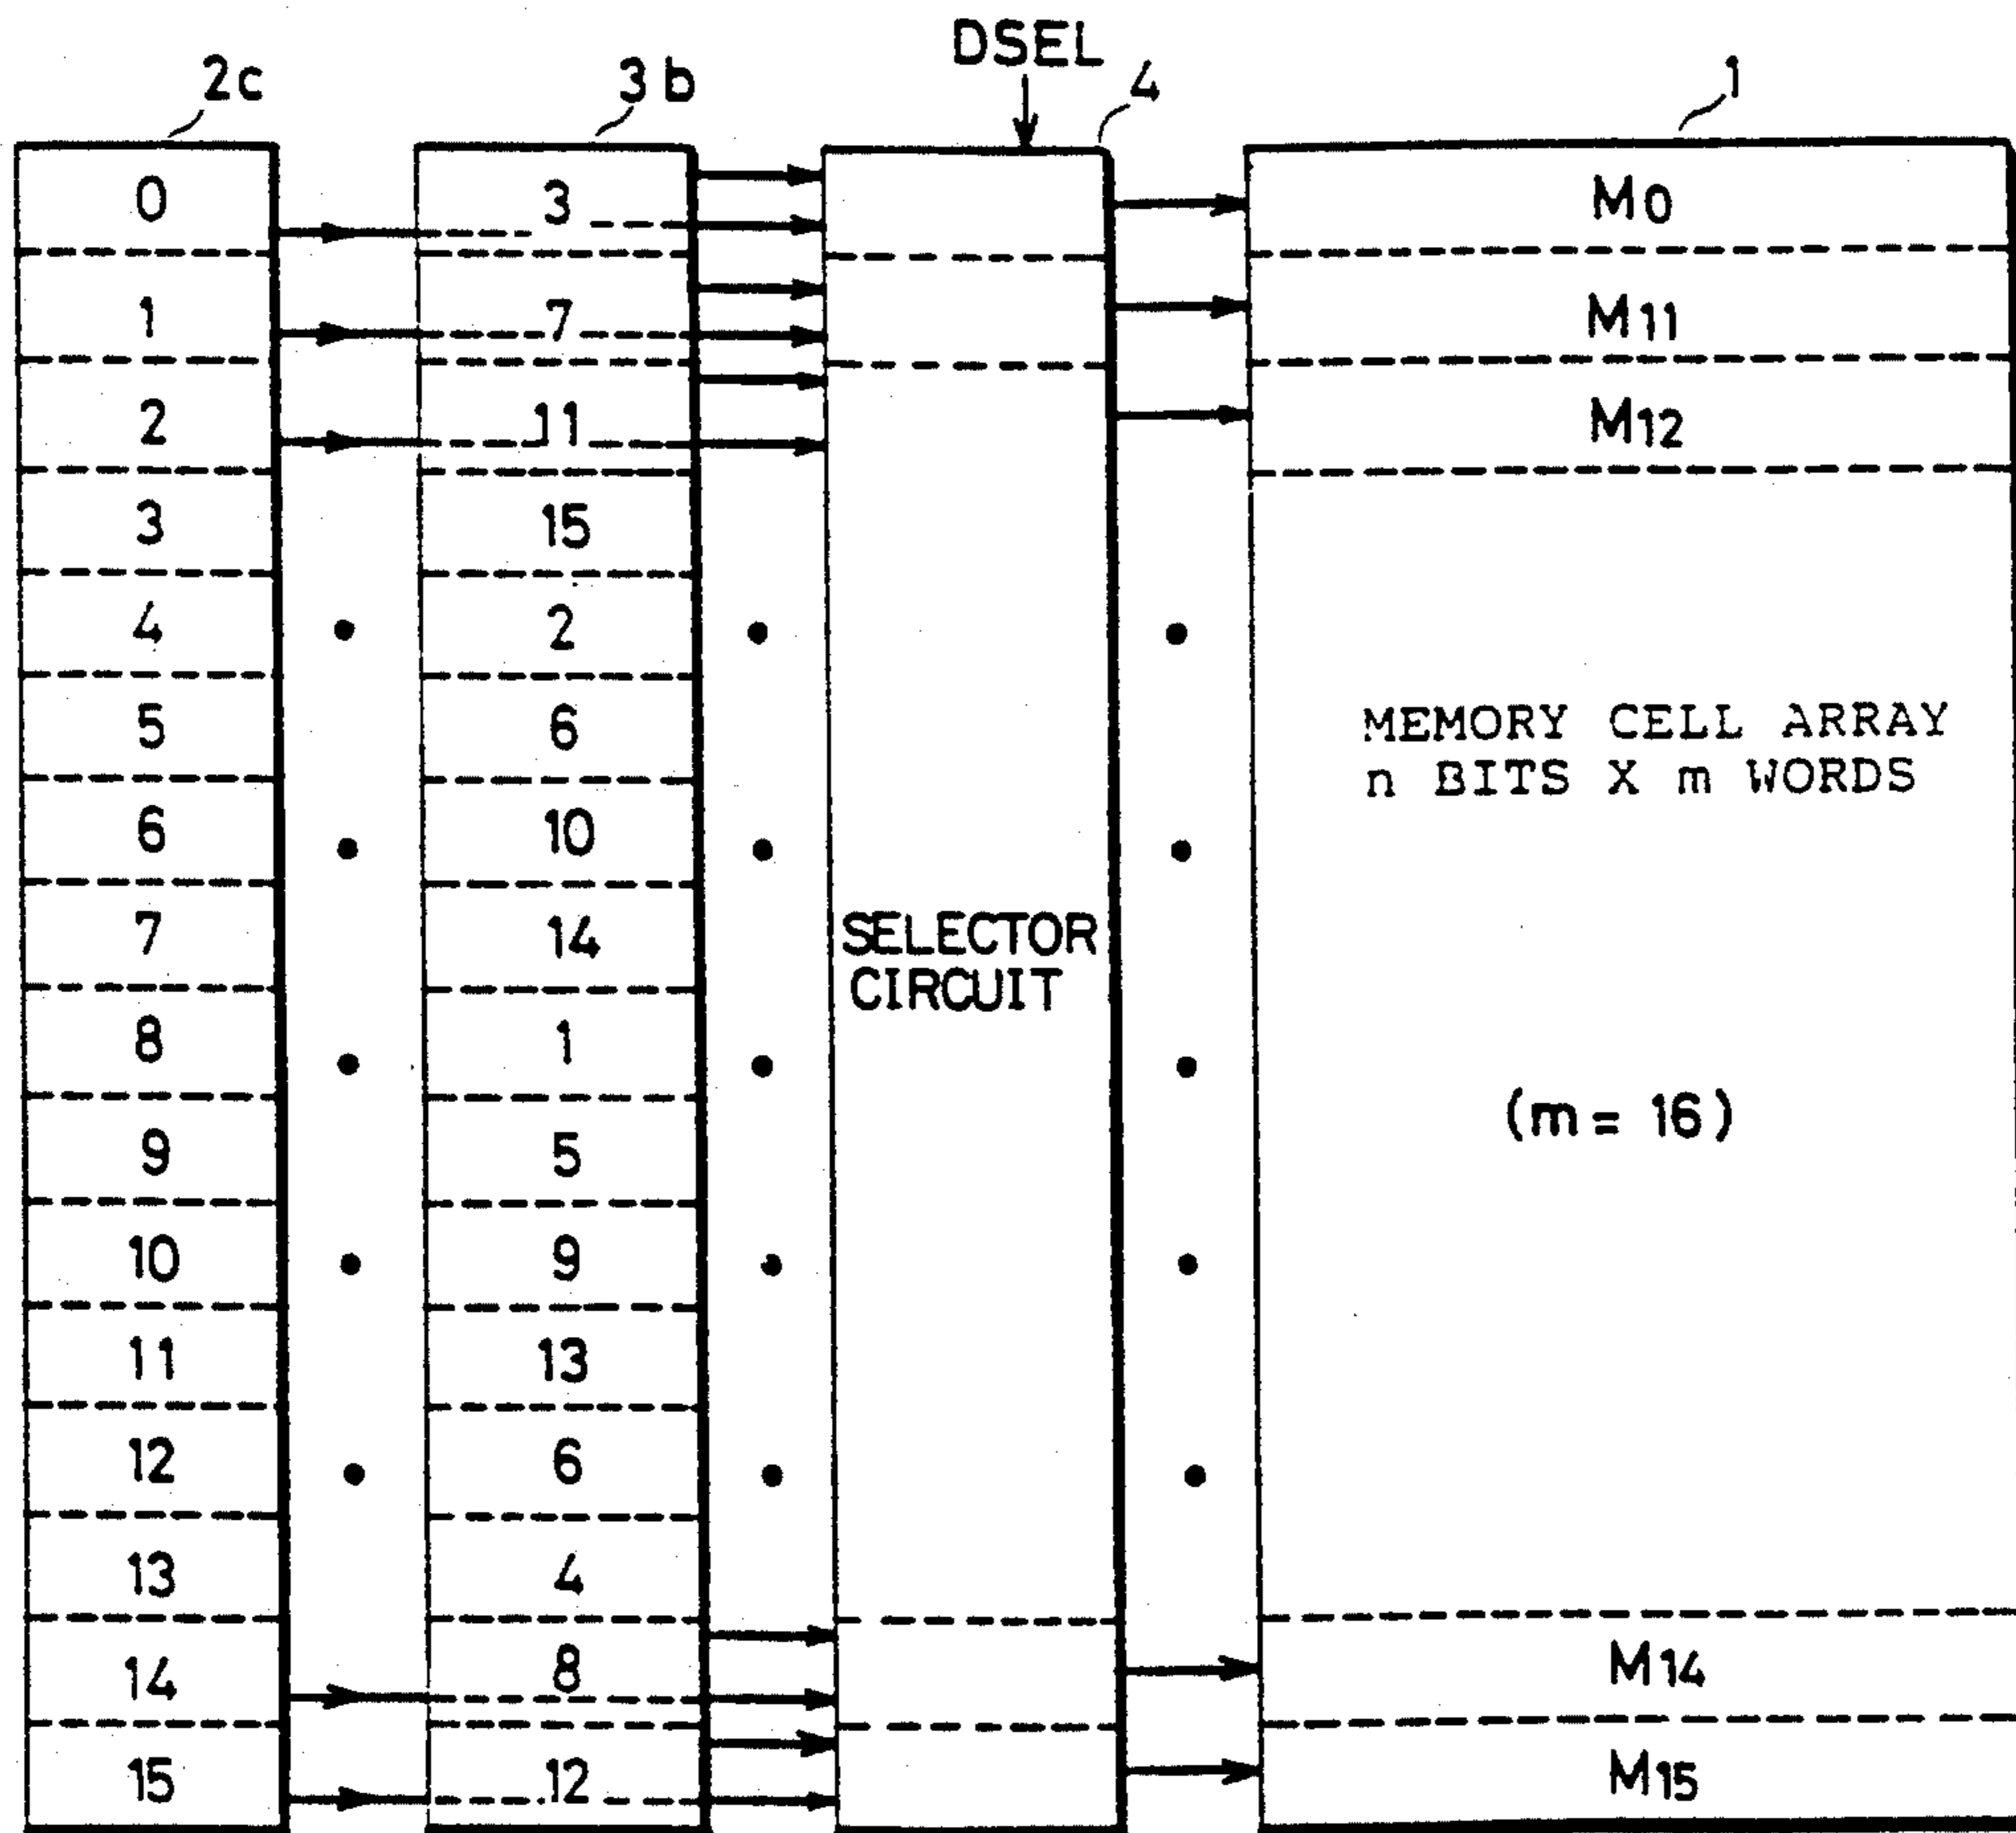 DSEL
2c
3b
4
1
0
1
2
3
4
5
6
7
8
9
10
11
12
13
14
15
3
7
11
15
2
6
10
14
1
5
9
13
6
4
8
12
SELECTOR
CIRCUIT
M0
M11
M12
MEMORY CELL ARRAY
n BITS X m WORDS
(m = 16)
M14
M15